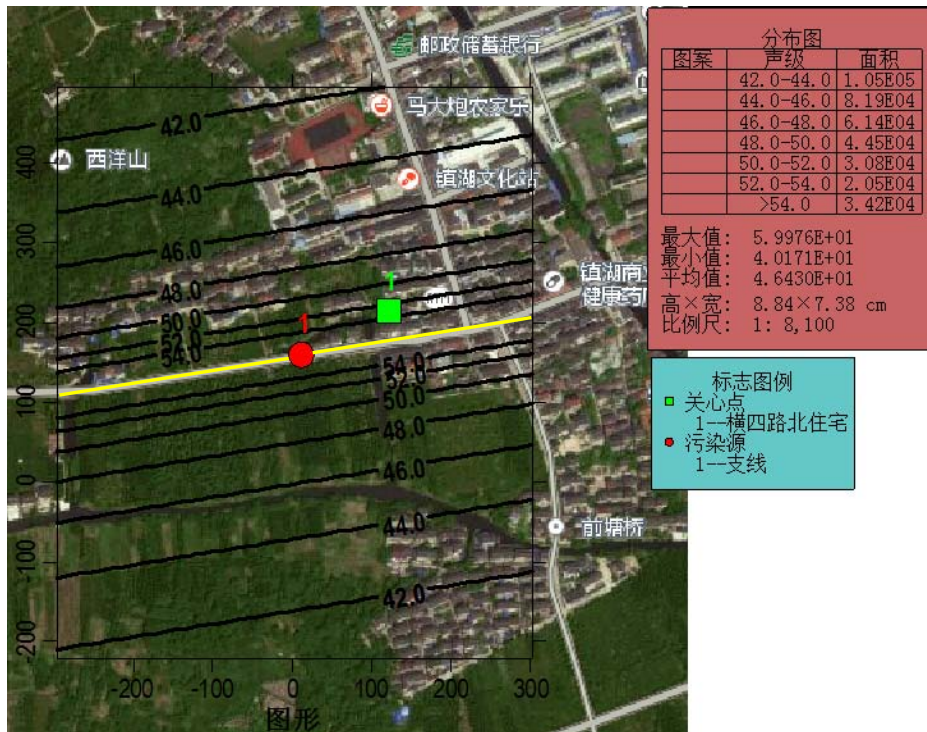 邮政储蓄银行
马大炮农家乐
西洋山
镇湖文化站
健康药
前塘桥
42.0
44.0
46.0
48.0
50.0
52.0
54.0
1
1
54.0
52.0
50.0
48.0
46.0
44.0
42.0
400
300
200
100
0
-100
-200
-200
-100
0
100
200
300
图形
分布图
图案 声级 面积
42.0-44.0 1.05E05
44.0-46.0 8.19E04
46.0-48.0 6.14E04
48.0-50.0 4.45E04
50.0-52.0 3.08E04
52.0-54.0 2.05E04
>54.0 3.42E04
最大值: 5.9976E+01
最小值: 4.0171E+01
平均值: 4.6430E+01
高×宽: 8.84×7.38 cm
比例尺: 1: 8,100
标志图例
关心点
1--横四路北住宅
污染源
1--支线